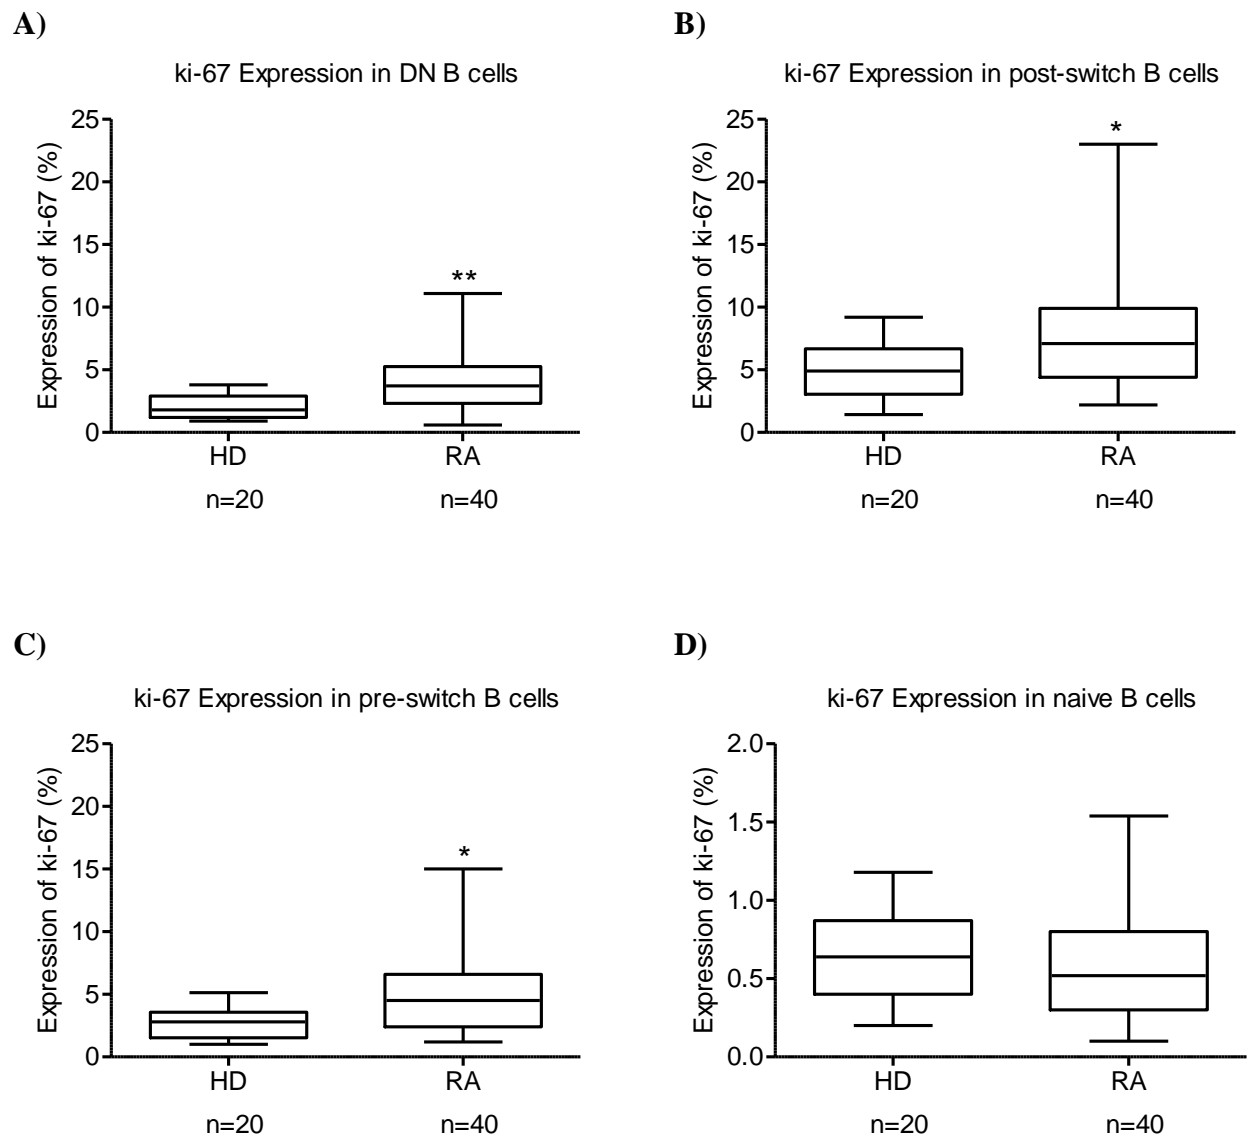 A)
ki-67 Expression in DN B cells
Expression of ki-67 (%)
25
20
15
10
5
0
**
HD
RA
n=20
n=40
B)
ki-67 Expression in post-switch B cells
Expression of ki-67 (%)
25
20
15
10
5
0
*
HD
RA
n=20
n=40
C)
ki-67 Expression in pre-switch B cells
Expression of ki-67 (%)
25
20
15
10
5
0
*
HD
RA
n=20
n=40
D)
ki-67 Expression in naive B cells
Expression of ki-67 (%)
2.0
1.5
1.0
0.5
0.0
HD
RA
n=20
n=40